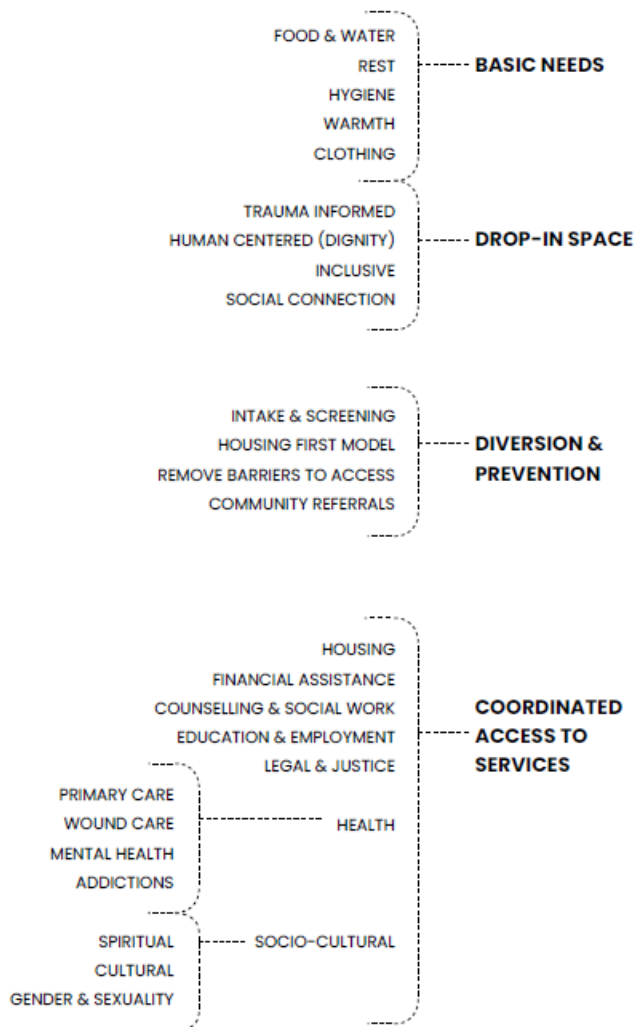 FOOD & WATER
REST
HYGIENE
WARMTH
CLOTHING
BASIC NEEDS
TRAUMA INFORMED
HUMAN CENTERED (DIGNITY)
INCLUSIVE
SOCIAL CONNECTION
DROP-IN SPACE
INTAKE & SCREENING
HOUSING FIRST MODEL
REMOVE BARRIERS TO ACCESS
COMMUNITY REFERRALS
DIVERSION &
PREVENTION
HOUSING
FINANCIAL ASSISTANCE
COUNSELLING & SOCIAL WORK
EDUCATION & EMPLOYMENT
LEGAL & JUSTICE
HEALTH
SOCIO-CULTURAL
COORDINATED
ACCESS TO
SERVICES
PRIMARY CARE
WOUND CARE
MENTAL HEALTH
ADDICTIONS
SPIRITUAL
CULTURAL
GENDER & SEXUALITY